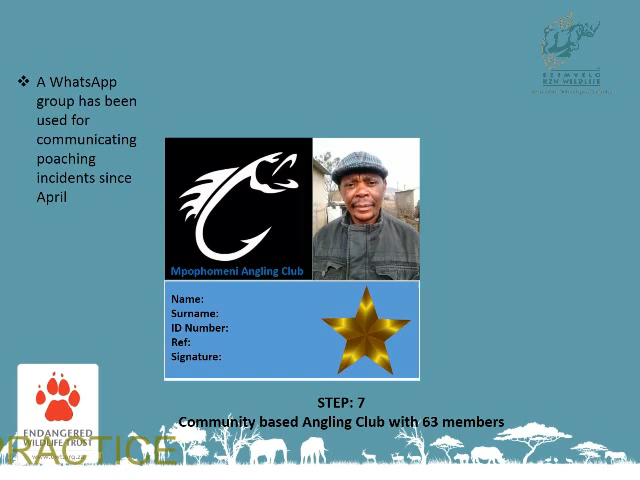 EZEMVELO
KZN WILDLIFE
❖ A WhatsApp
group has been
used for
communicating
poaching
incidents since
April
Mpophomeni Angling Club
Name:
Surname:
ID Number:
Ref:
Signature:
STEP: 7
Community based Angling Club with 63 members
ENDANGERED
WILDLIFE TRUST
PRACTICE